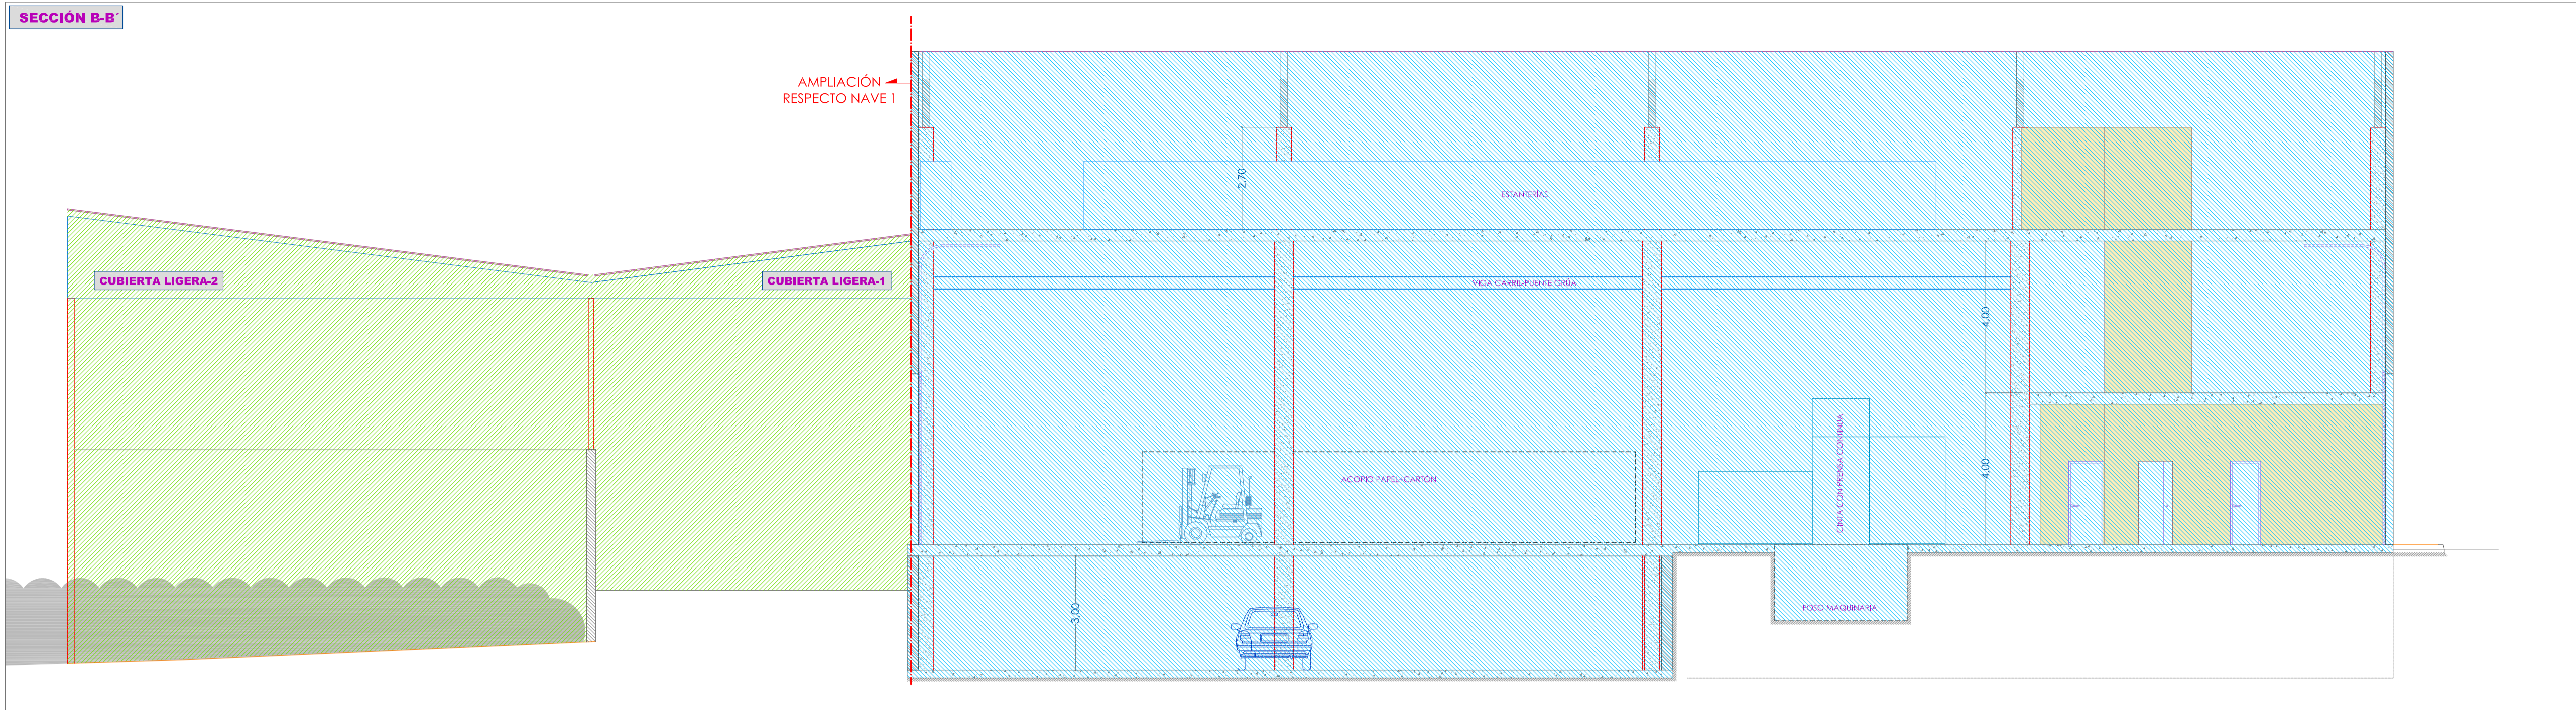 SECCIÓN B-B´
AMPLIACIÓN
RESPECTO NAVE 1
2,70
ESTANTERÍAS
CUBIERTA LIGERA-2
CUBIERTA LIGERA-1
VIGA CARRIL-PUENTE GRÚA
4,00
ACOPIO PAPEL+CARTÓN
CINTA CON PRENSA CONTINUA
4,00
3,00
FOSO MAQUINARIA